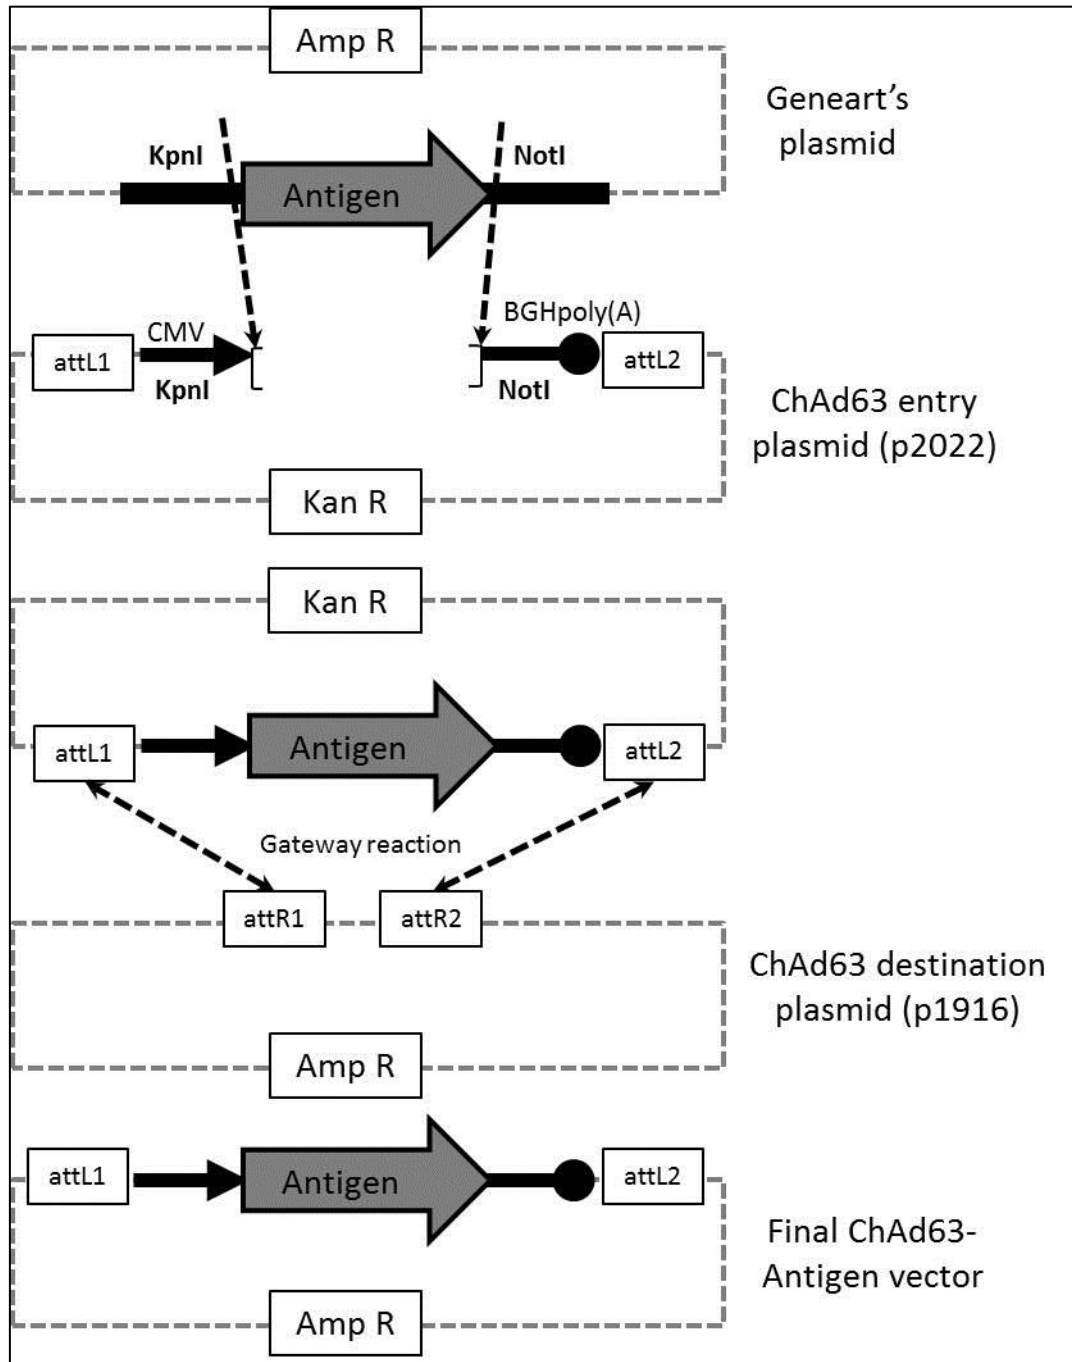 Amp R
Geneart's
plasmid
KpnI
NotI
Antigen
BGHpoly(A)
CMV
attL1
attL2
KpnI
NotI
ChAd63 entry
plasmid (p2022)
Kan R
Kan R
Antigen
attL1
attL2
Gateway reaction
attR1
attR2
ChAd63 destination
plasmid (p1916)
Amp R
attL1
Antigen
attL2
Final ChAd63-
Antigen vector
Amp R